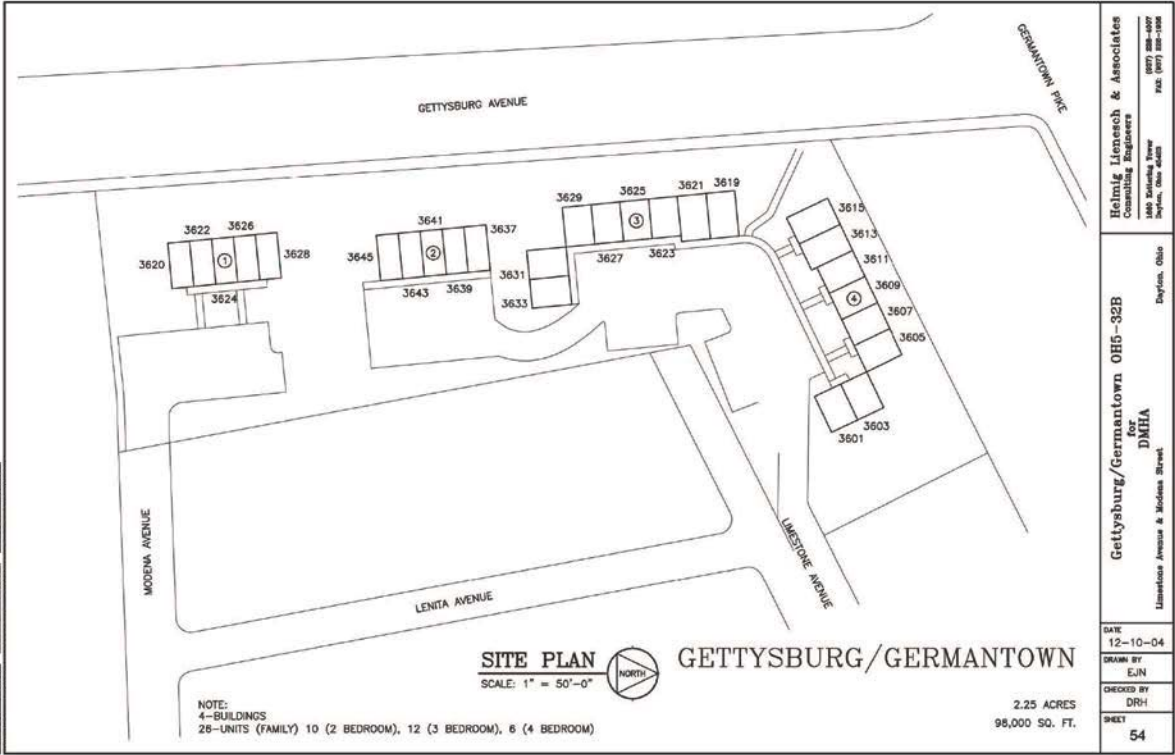 GETTYSBURG AVENUE
GERMANTOWN PIKE
3622
3626
3620
1
3628
3624
3641
3637
3645
2
3643
3639
3629
3625
3621
3619
3
3631
3627
3623
3633
3615
3613
3611
3609
4
3607
3605
3603
3601
MODENA AVENUE
LENITA AVENUE
LIMESTONE AVENUE
SITE PLAN
SCALE: 1" = 50'-0"
NORTH
GETTYSBURG/GERMANTOWN
NOTE:
4-BUILDINGS
28-UNITS (FAMILY) 10 (2 BEDROOM), 12 (3 BEDROOM), 6 (4 BEDROOM)
2.25 ACRES
98,000 SQ. FT.
Helmig Lienesch & Associates
Consulting Engineers
1880 Kettering Tower
Dayton, Ohio
Gettysburg/Germantown OH5-32B
for
DMHA
Limestone Avenue & Modena Street
Dayton, Ohio
DATE
12-10-04
DRAWN BY
EJN
CHECKED BY
DRH
SHEET
54